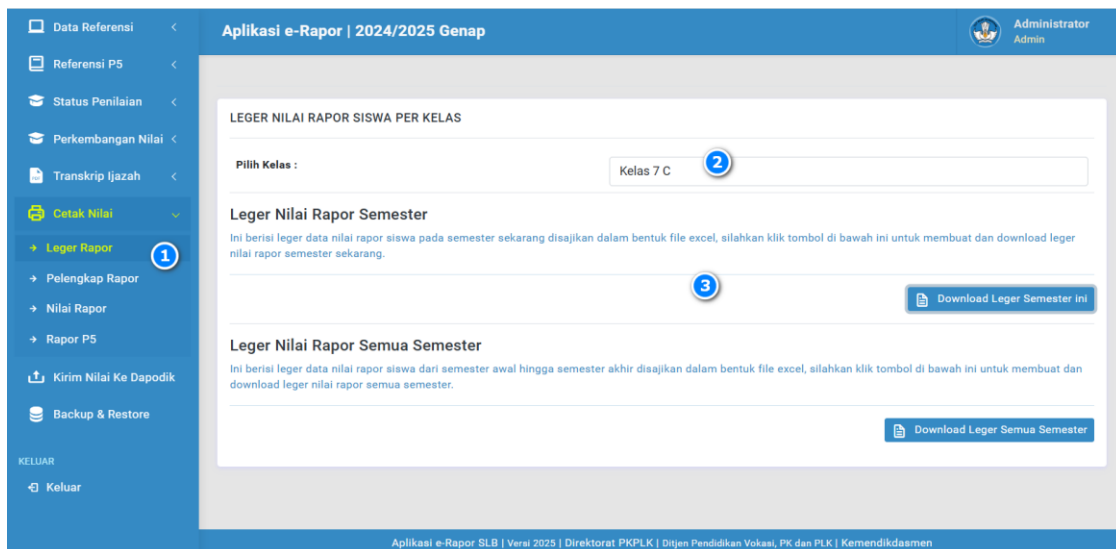 Data Referensi
Referensi P5
Status Penilaian
Perkembangan Nilai
Transkrip Ijazah
Cetak Nilai
Leger Rapor
1
Pelengkap Rapor
Nilai Rapor
Rapor P5
Kirim Nilai Ke Dapodik
Backup & Restore
KELUAR
Keluar
Aplikasi e-Rapor | 2024/2025 Genap
Administrator
Admin
LEGER NILAI RAPOR SISWA PER KELAS
Pilih Kelas :
Kelas 7 C
2
Leger Nilai Rapor Semester
Ini berisi leger data nilai rapor siswa pada semester sekarang disajikan dalam bentuk file excel, silahkan klik tombol di bawah ini untuk membuat dan download leger
nilai rapor semester sekarang.
3
Download Leger Semester ini
Leger Nilai Rapor Semua Semester
Ini berisi leger data nilai rapor siswa dari semester awal hingga semester akhir disajikan dalam bentuk file excel, silahkan klik tombol di bawah ini untuk membuat dan
download leger nilai rapor semua semester.
Download Leger Semua Semester
Aplikasi e-Rapor SLB | Versi 2025 | Direktorat PKPLK | Ditjen Pendidikan Vokasi, PK dan PLK | Kemendikdasmen